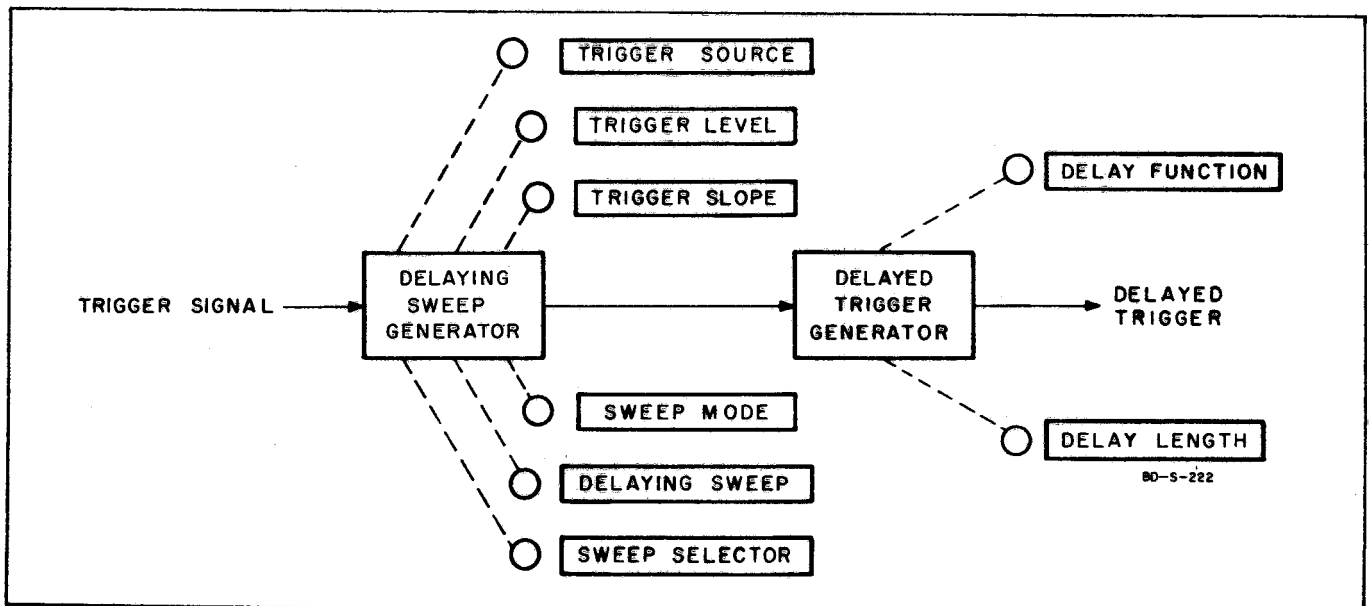 TRIGGER SOURCE
TRIGGER LEVEL
TRIGGER SLOPE
DELAY FUNCTION
TRIGGER SIGNAL
DELAYING
SWEEP
GENERATOR
DELAYED
TRIGGER
GENERATOR
DELAYED
TRIGGER
SWEEP MODE
DELAYING SWEEP
SWEEP SELECTOR
DELAY LENGTH
BD-S-222